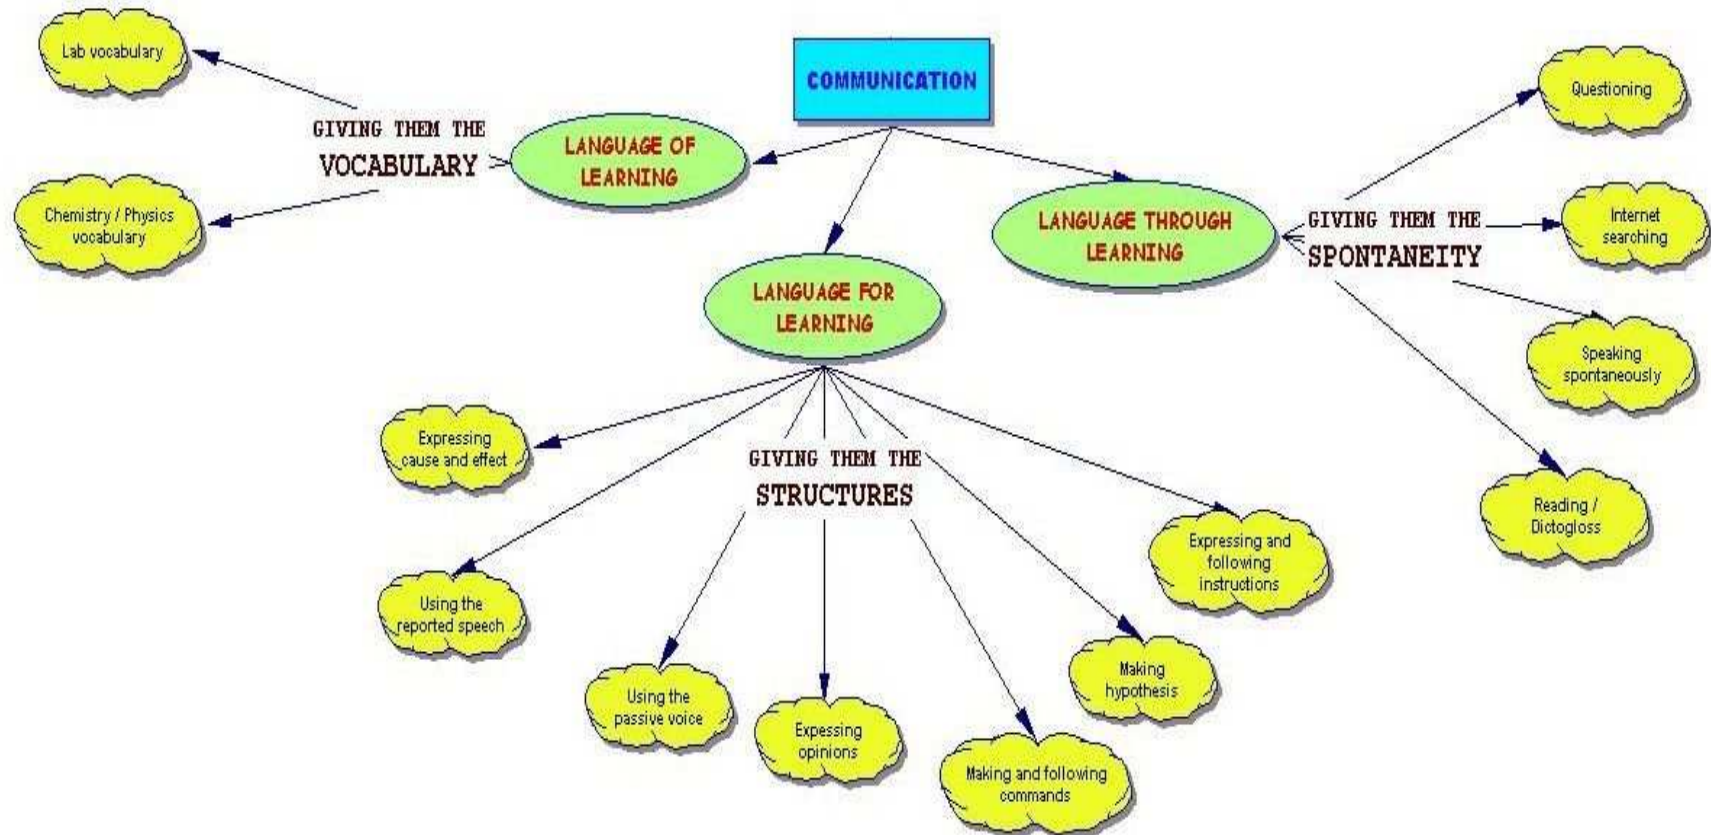 COMMUNICATION
Lab vocabulary
GIVING THEM THE
VOCABULARY
Chemistry / Physics
vocabulary
LANGUAGE OF
LEARNING
LANGUAGE FOR
LEARNING
LANGUAGE THROUGH
LEARNING
GIVING THEM THE
SPONTANEITY
Questioning
Internet
searching
Speaking
spontaneously
Reading /
Dictogloss
GIVING THEM THE
STRUCTURES
Expressing
cause and effect
Using the
reported speech
Using the
passive voice
Expessing
opinions
Making and following
commands
Making
hypothesis
Expressing and
following
instructions